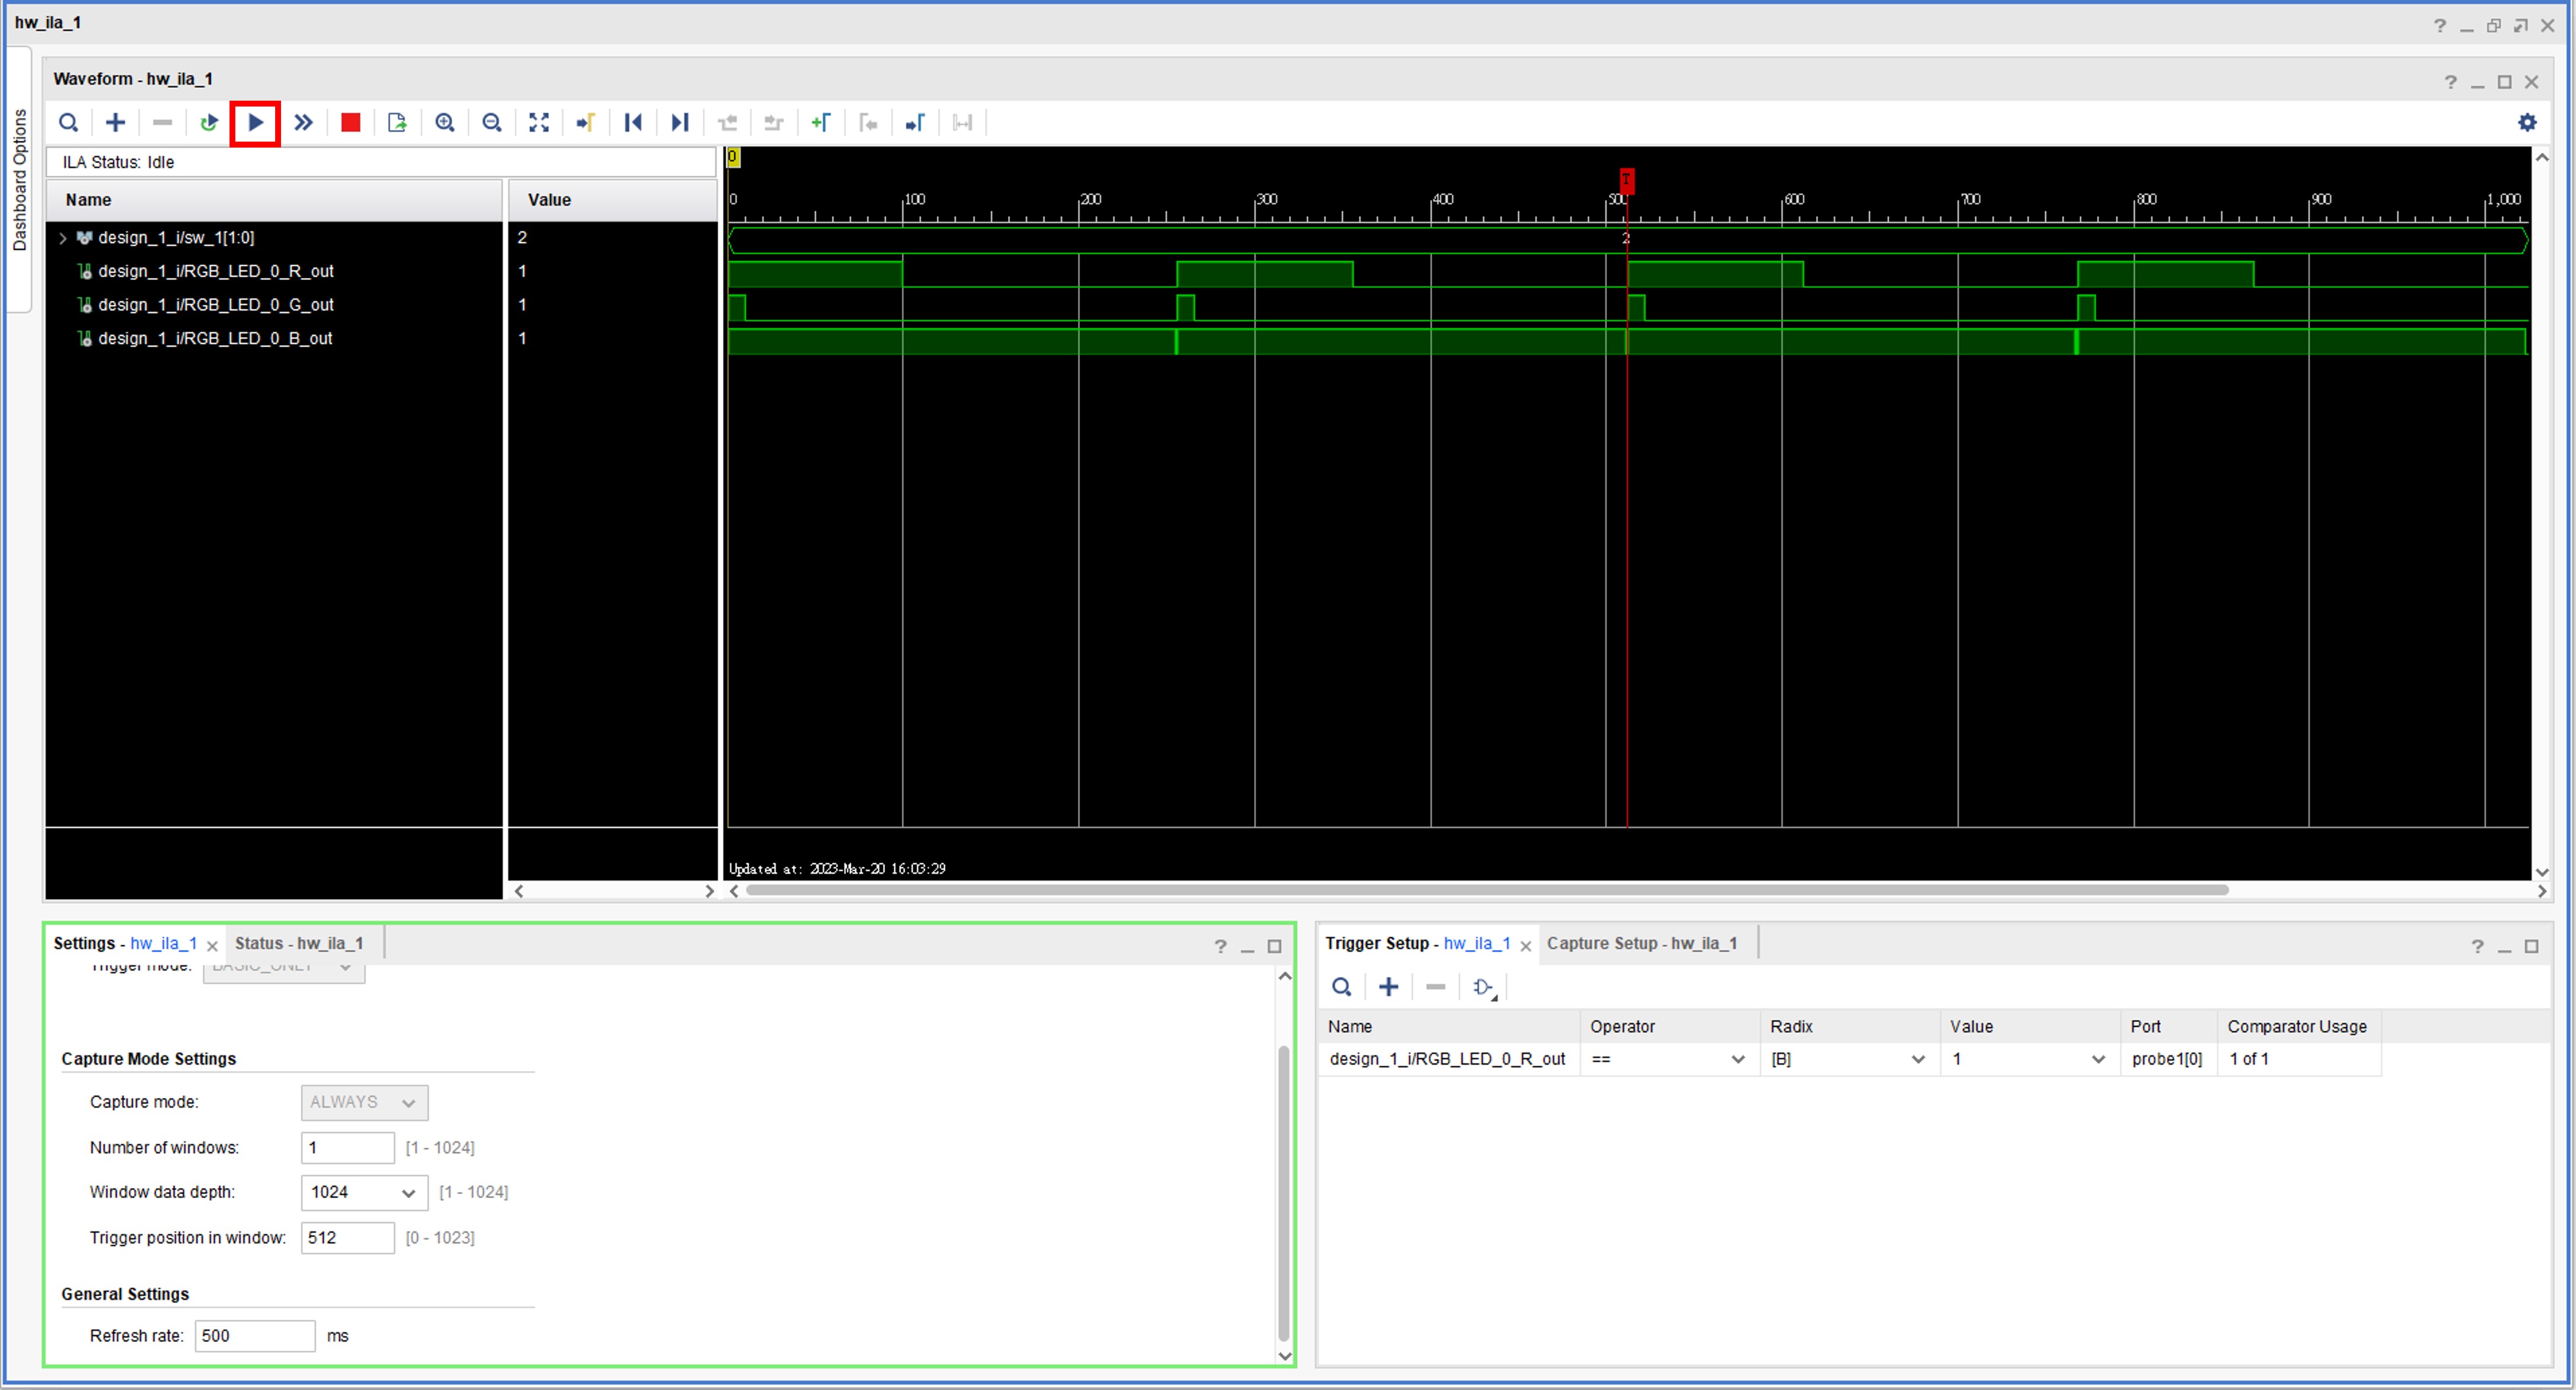 hw_ila_1
Dashboard Options
Waveform - hw_ila_1
ILA Status: Idle
Name Value
design_1_i/sw_1[1:0] 2
design_1_i/RGB_LED_0_R_out 1
design_1_i/RGB_LED_0_G_out 1
design_1_i/RGB_LED_0_B_out 1
0
T
0 100 200 300 400 600 700 800 900 1,000
2
Updated at: 2023-Mar-20 16:03:29
Settings - hw_ila_1 Status - hw_ila_1
Trigger mode: BASIC_ONLY
Capture Mode Settings
Capture mode: ALWAYS
Number of windows: 1 [1 - 1024]
Window data depth: 1024 [1 - 1024]
Trigger position in window: 512 [0 - 1023]
General Settings
Refresh rate: 500 ms
Trigger Setup - hw_ila_1 Capture Setup - hw_ila_1
Name Operator Radix Value Port Comparator Usage
design_1_i/RGB_LED_0_R_out == [B] 1 probe1[0] 1 of 1